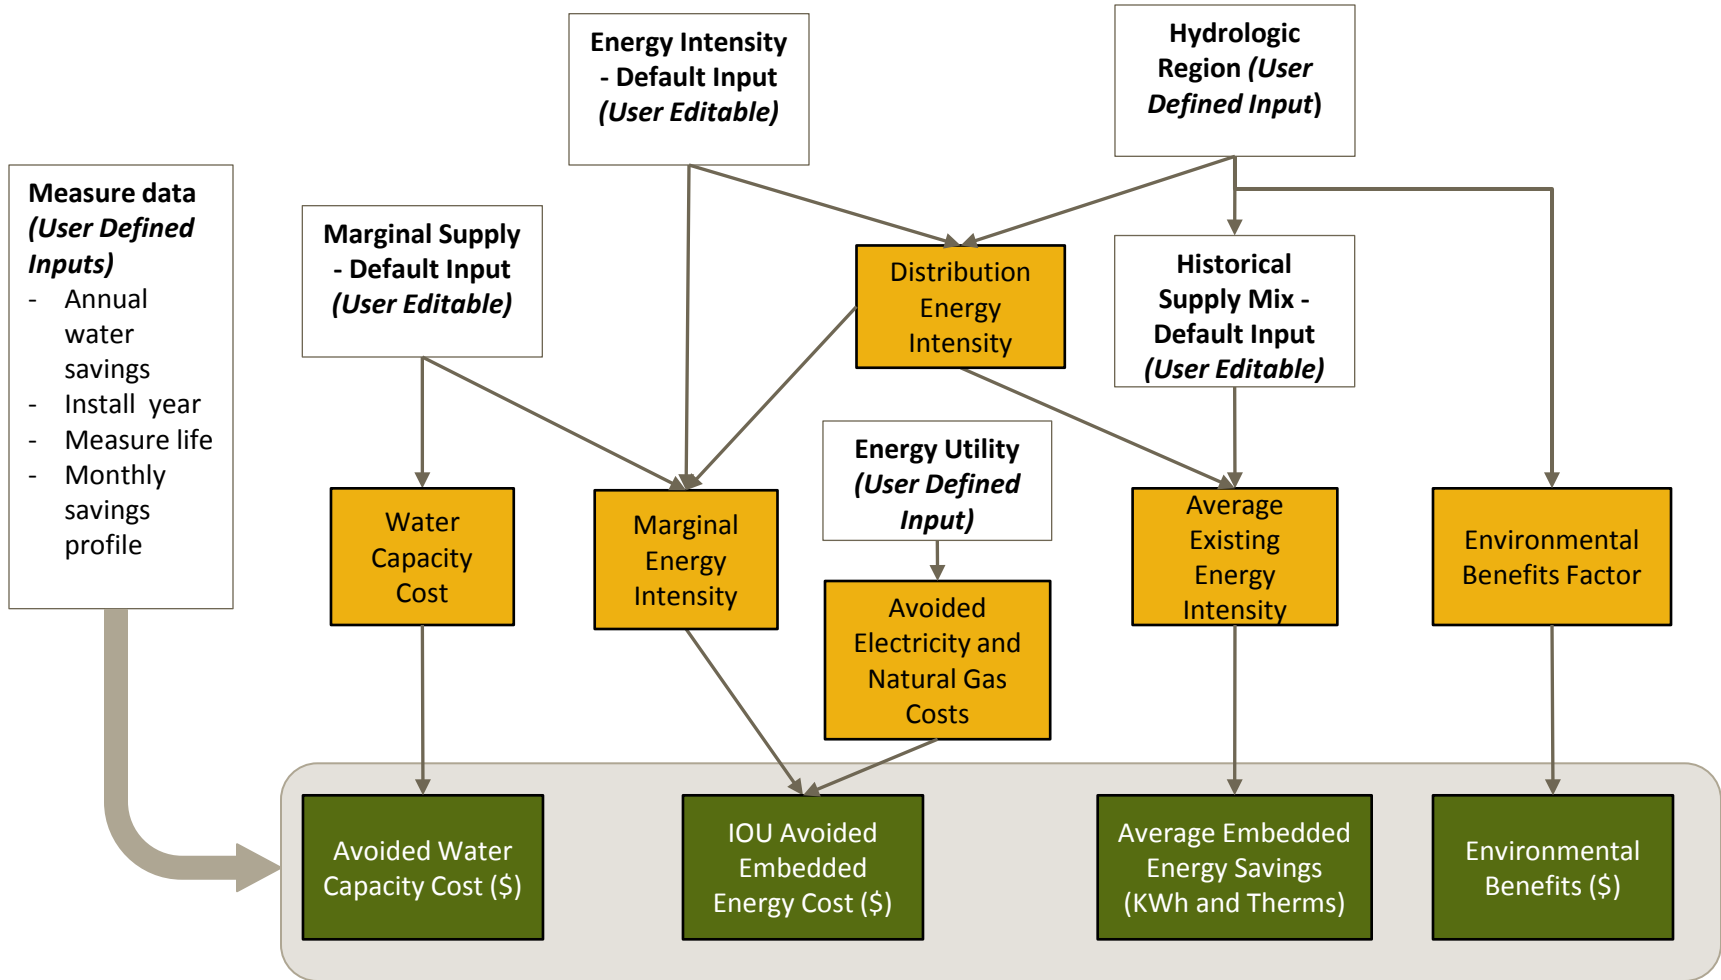 Energy Intensity
- Default Input
(User Editable)
Hydrologic
Region (User
Defined Input)
Measure data
(User Defined
Inputs)
- Annual
water
savings
- Install year
- Measure life
- Monthly
savings
profile
Marginal Supply
- Default Input
(User Editable)
Distribution
Energy
Intensity
Historical
Supply Mix -
Default Input
(User Editable)
Energy Utility
(User Defined
Input)
Water
Capacity
Cost
Marginal
Energy
Intensity
Avoided
Electricity and
Natural Gas
Costs
Average
Existing
Energy
Intensity
Environmental
Benefits Factor
Avoided Water
Capacity Cost ($)
IOU Avoided
Embedded
Energy Cost ($)
Average Embedded
Energy Savings
(KWh and Therms)
Environmental
Benefits ($)